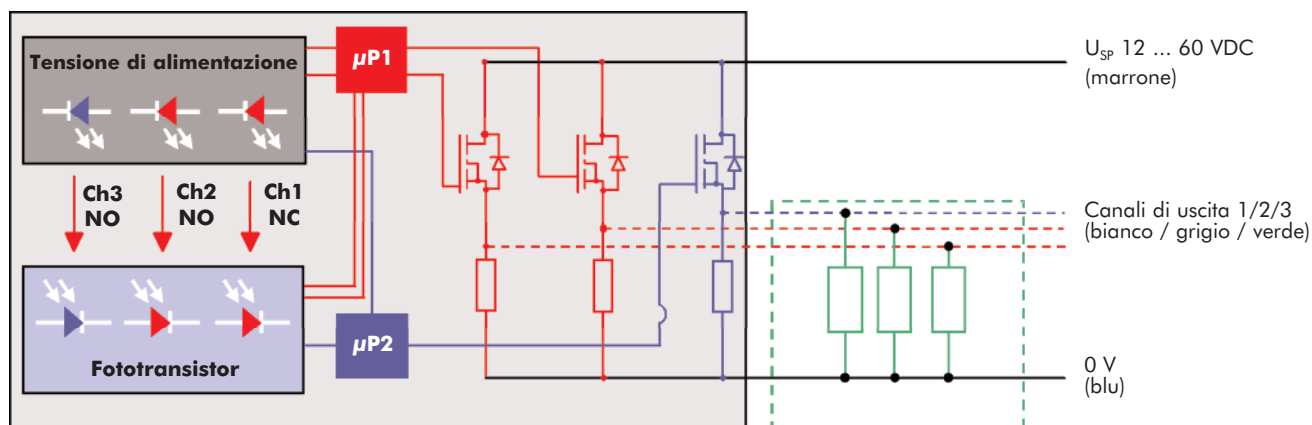 Tensione di alimentazione
µP1
Ch3
NO
Ch2
NO
Ch1
NC
Fototransistor
µP2
U_SP 12 ... 60 VDC
(marrone)
Canali di uscita 1/2/3
(bianco / grigio / verde)
0 V
(blu)